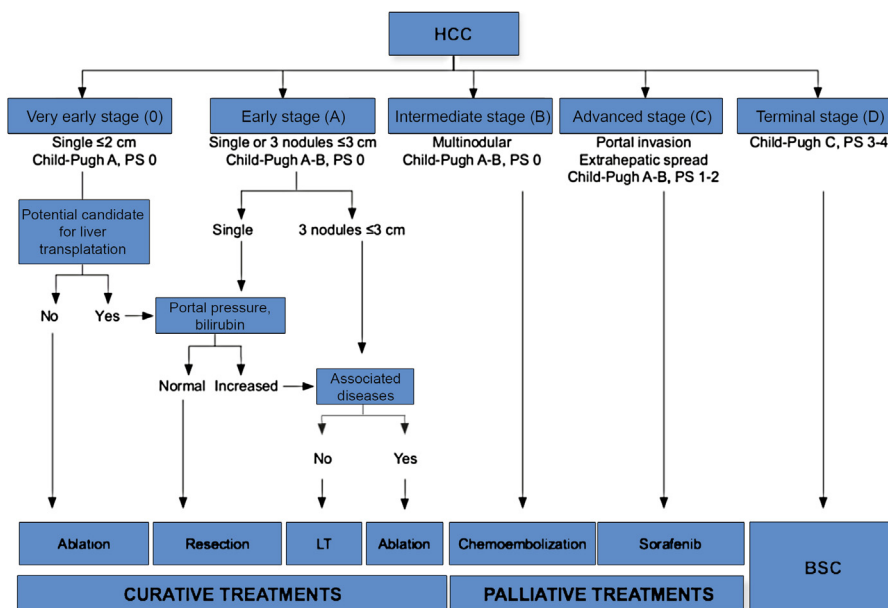 HCC
Very early stage (0)
Single ≤2 cm
Child-Pugh A, PS 0
Early stage (A)
Single or 3 nodules ≤3 cm
Child-Pugh A-B, PS 0
Intermediate stage (B)
Multinodular
Child-Pugh A-B, PS 0
Advanced stage (C)
Portal invasion
Extrahepatic spread
Child-Pugh A-B, PS 1-2
Terminal stage (D)
Child-Pugh C, PS 3-4
Potential candidate
for liver
transplatation
Single
3 nodules ≤3 cm
No
Yes
Portal pressure,
bilirubin
Normal
Increased
Associated
diseases
No
Yes
Ablation
Resection
LT
Ablation
Chemoembolization
Sorafenib
BSC
CURATIVE TREATMENTS
PALLIATIVE TREATMENTS